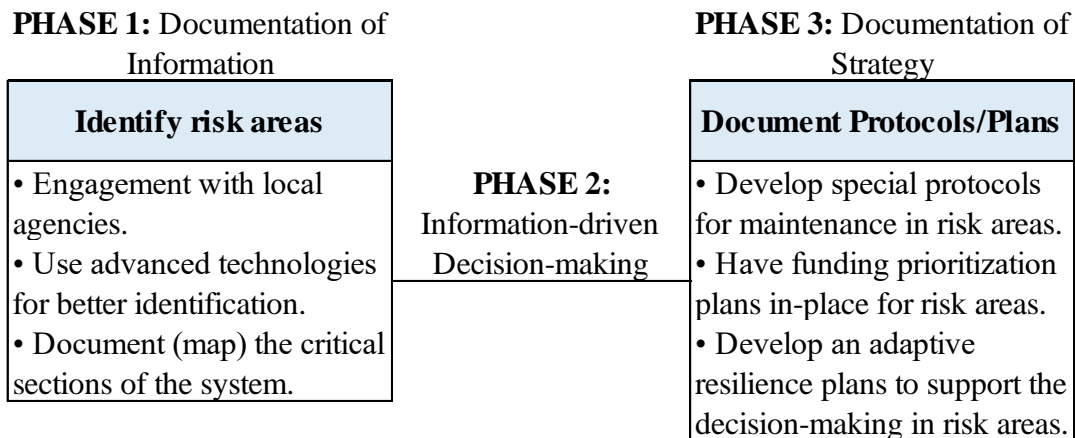 PHASE 1: Documentation of
Information
Identify risk areas
• Engagement with local
agencies.
• Use advanced technologies
for better identification.
• Document (map) the critical
sections of the system.
PHASE 2:
Information-driven
Decision-making
PHASE 3: Documentation of
Strategy
Document Protocols/Plans
• Develop special protocols
for maintenance in risk areas.
• Have funding prioritization
plans in-place for risk areas.
• Develop an adaptive
resilience plans to support the
decision-making in risk areas.